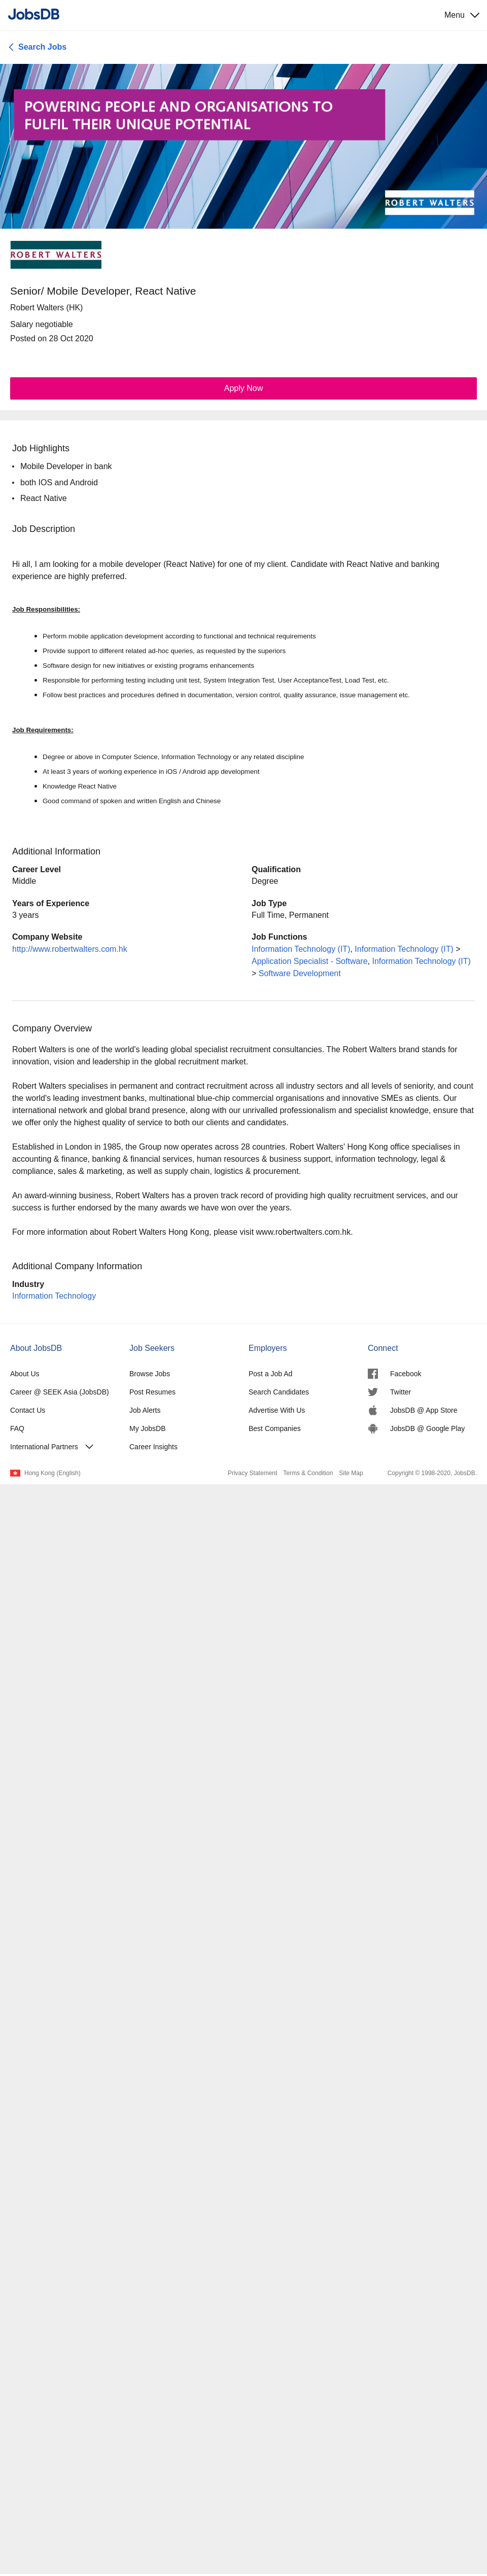 JobsDB
Menu
Search Jobs
POWERING PEOPLE AND ORGANISATIONS TO
FULFIL THEIR UNIQUE POTENTIAL
ROBERT WALTERS
ROBERT WALTERS
Senior/ Mobile Developer, React Native
Robert Walters (HK)
Salary negotiable
Posted on 28 Oct 2020
Apply Now
Job Highlights
• Mobile Developer in bank
• both IOS and Android
• React Native
Job Description
Hi all, I am looking for a mobile developer (React Native) for one of my client. Candidate with React Native and banking
experience are highly preferred.
Job Responsibilities:
• Perform mobile application development according to functional and technical requirements
• Provide support to different related ad-hoc queries, as requested by the superiors
• Software design for new initiatives or existing programs enhancements
• Responsible for performing testing including unit test, System Integration Test, User AcceptanceTest, Load Test, etc.
• Follow best practices and procedures defined in documentation, version control, quality assurance, issue management etc.
Job Requirements:
• Degree or above in Computer Science, Information Technology or any related discipline
• At least 3 years of working experience in iOS / Android app development
• Knowledge React Native
• Good command of spoken and written English and Chinese
Additional Information
Career Level
Middle
Qualification
Degree
Years of Experience
3 years
Job Type
Full Time, Permanent
Company Website
http://www.robertwalters.com.hk
Job Functions
Information Technology (IT), Information Technology (IT) >
Application Specialist - Software, Information Technology (IT)
> Software Development
Company Overview
Robert Walters is one of the world's leading global specialist recruitment consultancies. The Robert Walters brand stands for
innovation, vision and leadership in the global recruitment market.
Robert Walters specialises in permanent and contract recruitment across all industry sectors and all levels of seniority, and count
the world's leading investment banks, multinational blue-chip commercial organisations and innovative SMEs as clients. Our
international network and global brand presence, along with our unrivalled professionalism and specialist knowledge, ensure that
we offer only the highest quality of service to both our clients and candidates.
Established in London in 1985, the Group now operates across 28 countries. Robert Walters' Hong Kong office specialises in
accounting & finance, banking & financial services, human resources & business support, information technology, legal &
compliance, sales & marketing, as well as supply chain, logistics & procurement.
An award-winning business, Robert Walters has a proven track record of providing high quality recruitment services, and our
success is further endorsed by the many awards we have won over the years.
For more information about Robert Walters Hong Kong, please visit www.robertwalters.com.hk.
Additional Company Information
Industry
Information Technology
About JobsDB
About Us
Career @ SEEK Asia (JobsDB)
Contact Us
FAQ
International Partners
Job Seekers
Browse Jobs
Post Resumes
Job Alerts
My JobsDB
Career Insights
Employers
Post a Job Ad
Search Candidates
Advertise With Us
Best Companies
Connect
Facebook
Twitter
JobsDB @ App Store
JobsDB @ Google Play
Hong Kong (English)
Privacy Statement Terms & Condition Site Map
Copyright © 1998-2020, JobsDB.